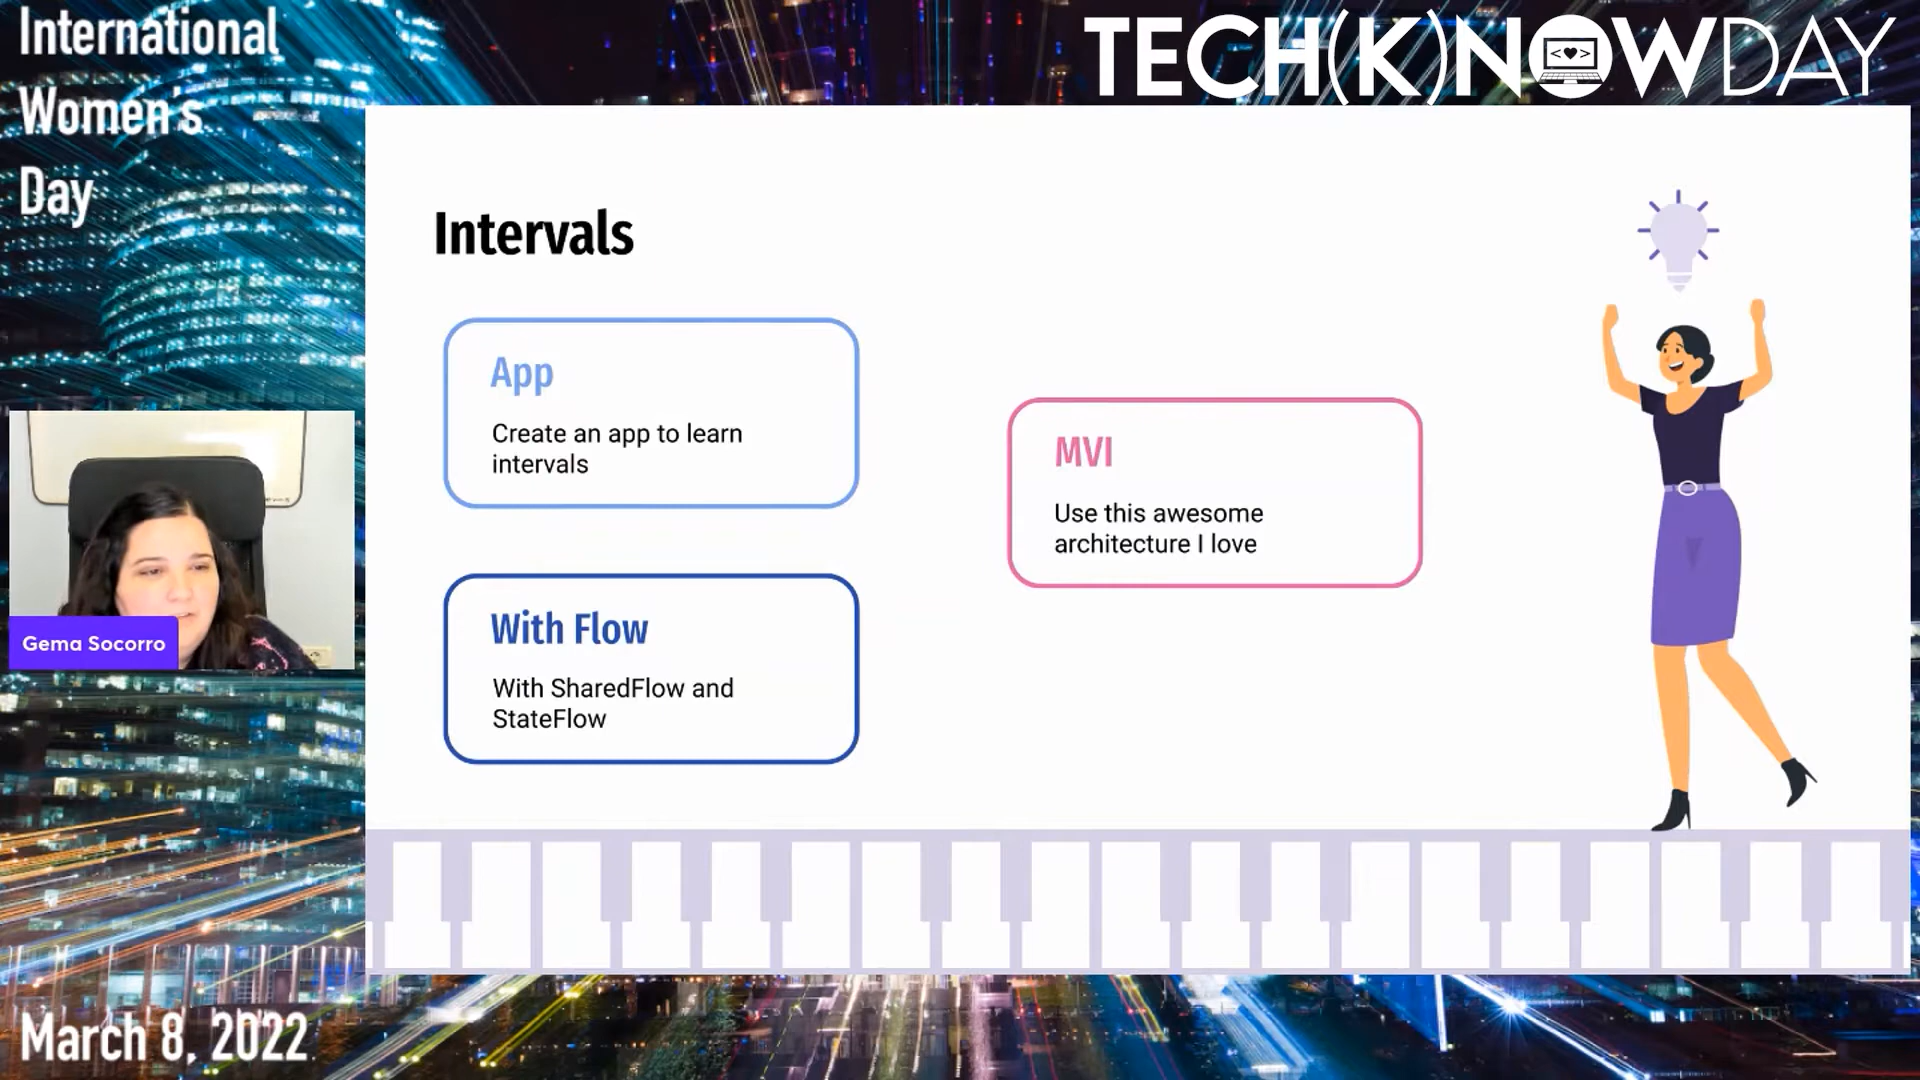 International
Women's
Day
TECH(K)NOWDAY
Intervals
App
Create an app to learn
intervals
With Flow
With SharedFlow and
StateFlow
MVI
Use this awesome
architecture I love
Gema Socorro
March 8, 2022